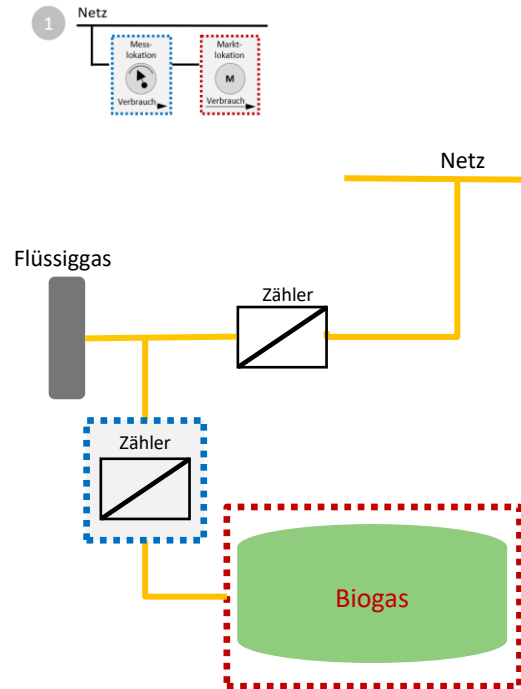 1
Netz
Mess-
lokation
Markt-
lokation
M
Verbrauch
Verbrauch
Netz
Flüssiggas
Zähler
Zähler
Biogas